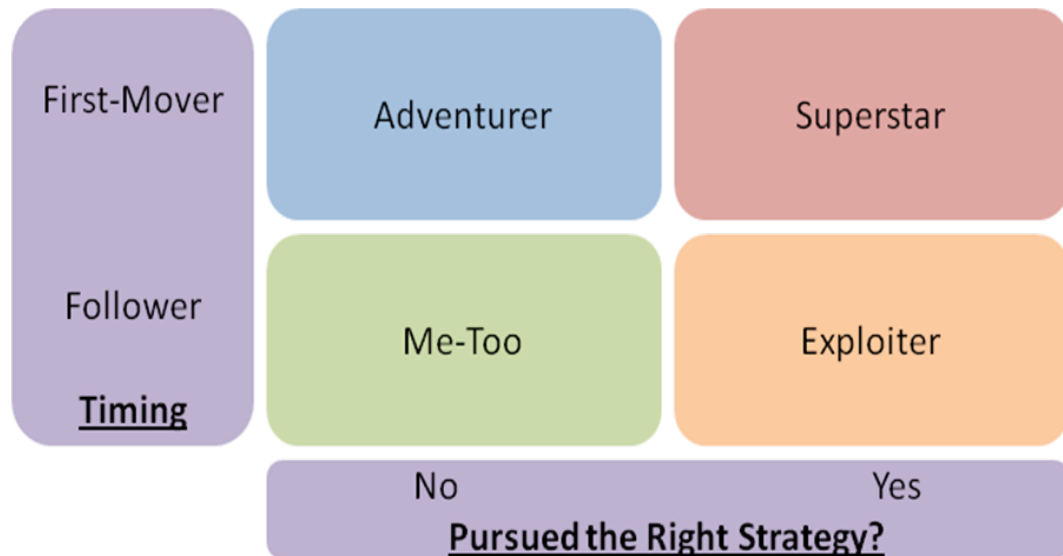 First-Mover
Adventurer
Superstar
Follower
Me-Too
Exploiter
Timing
No
Yes
Pursued the Right Strategy?